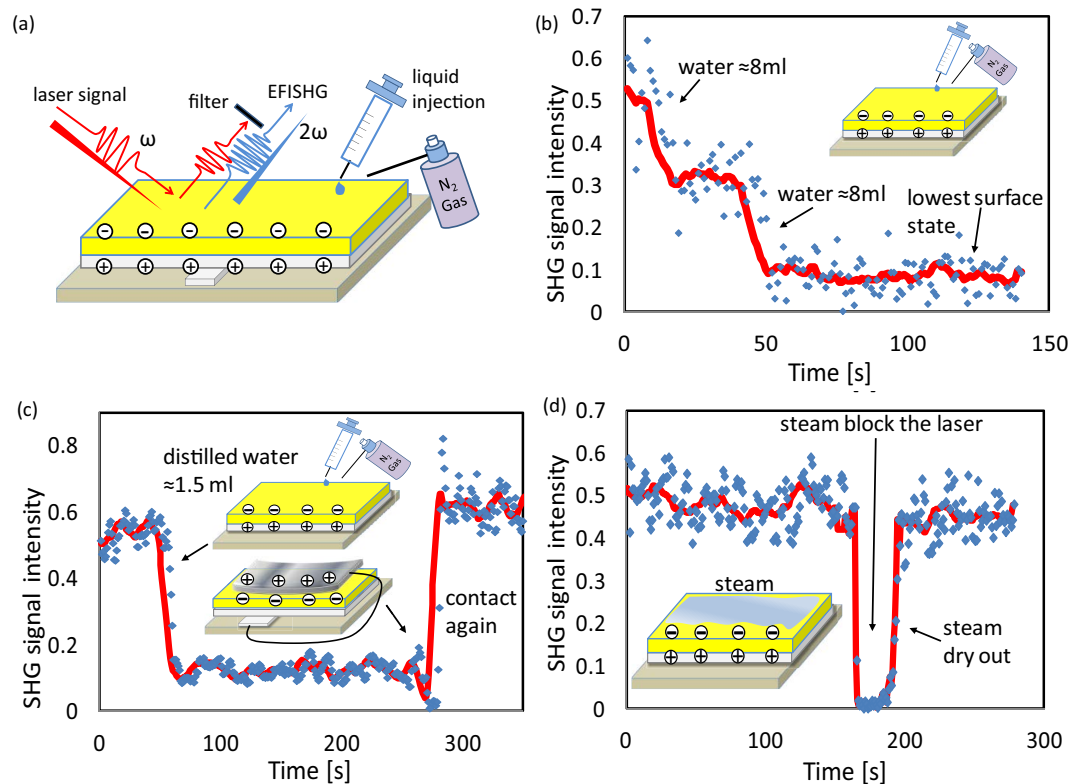 (a)
laser signal
ω
filter
EFISHG
2ω
liquid
injection
N2
Gas
(b)
SHG signal intensity
0.7
0.6
0.5
0.4
0.3
0.2
0.1
0
water ≈8ml
water ≈8ml
lowest surface
state
N2
Gas
0 50 100 150
Time [s]
(c)
SHG signal intensity
0.8
0.6
0.4
0.2
0
distilled water
≈1.5 ml
N2
Gas
contact
again
0 100 200 300
Time [s]
(d)
SHG signal intensity
0.7
0.6
0.5
0.4
0.3
0.2
0.1
0
steam block the laser
steam
steam
dry out
0 100 200 300
Time [s]